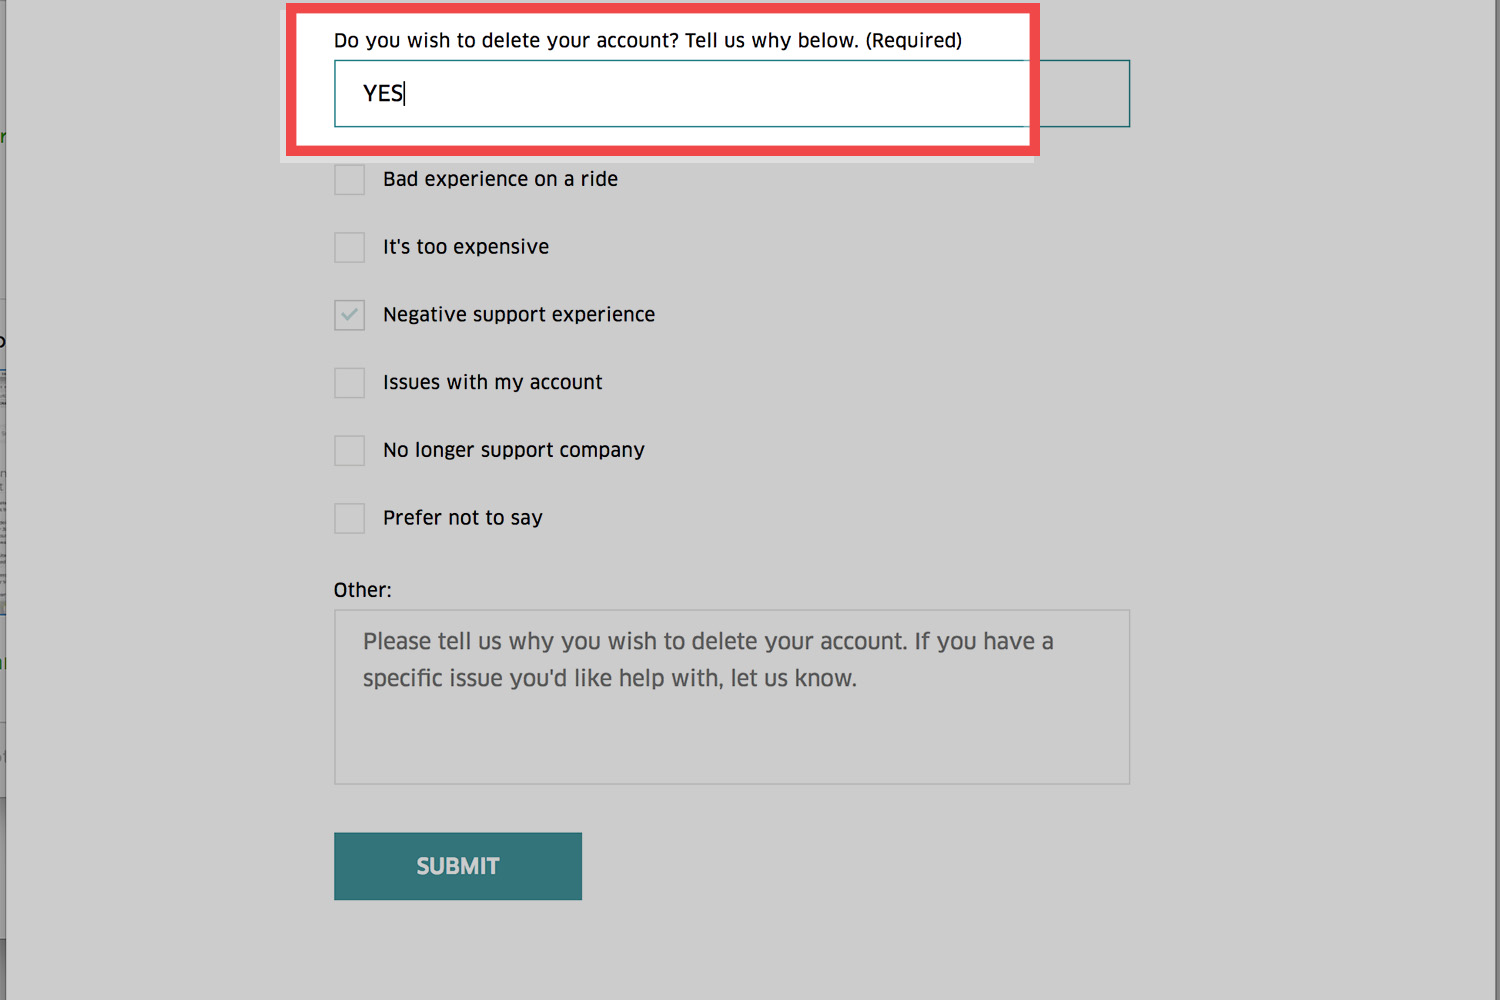 Do you wish to delete your account? Tell us why below. (Required)
YES
Bad experience on a ride
It's too expensive
Negative support experience
Issues with my account
No longer support company
Prefer not to say
Other:
Please tell us why you wish to delete your account. If you have a
specific issue you'd like help with, let us know.
SUBMIT